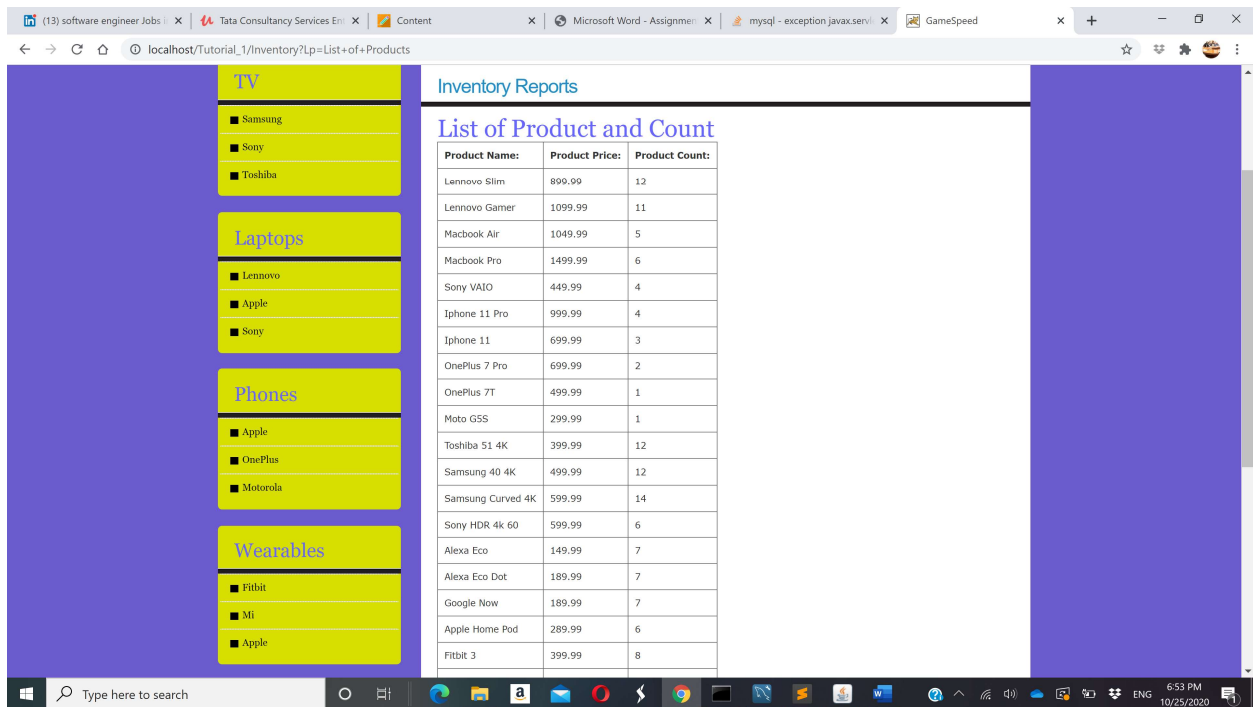 (13) software engineer Jobs i
Tata Consultancy Services Ent
Content
Microsoft Word - Assignmen
mysql - exception javax.servl
GameSpeed
localhost/Tutorial_1/Inventory?Lp=List+of+Products
TV
Samsung
Sony
Toshiba
Laptops
Lennovo
Apple
Sony
Phones
Apple
OnePlus
Motorola
Wearables
Fitbit
Mi
Apple
Inventory Reports
List of Product and Count
Product Name: Product Price: Product Count:
Lennovo Slim 899.99 12
Lennovo Gamer 1099.99 11
Macbook Air 1049.99 5
Macbook Pro 1499.99 6
Sony VAIO 449.99 4
Iphone 11 Pro 999.99 4
Iphone 11 699.99 3
OnePlus 7 Pro 699.99 2
OnePlus 7T 499.99 1
Moto G5S 299.99 1
Toshiba 51 4K 399.99 12
Samsung 40 4K 499.99 12
Samsung Curved 4K 599.99 14
Sony HDR 4k 60 599.99 6
Alexa Eco 149.99 7
Alexa Eco Dot 189.99 7
Google Now 189.99 7
Apple Home Pod 289.99 6
Fitbit 3 399.99 8
Type here to search
ENG
6:53 PM
10/25/2020